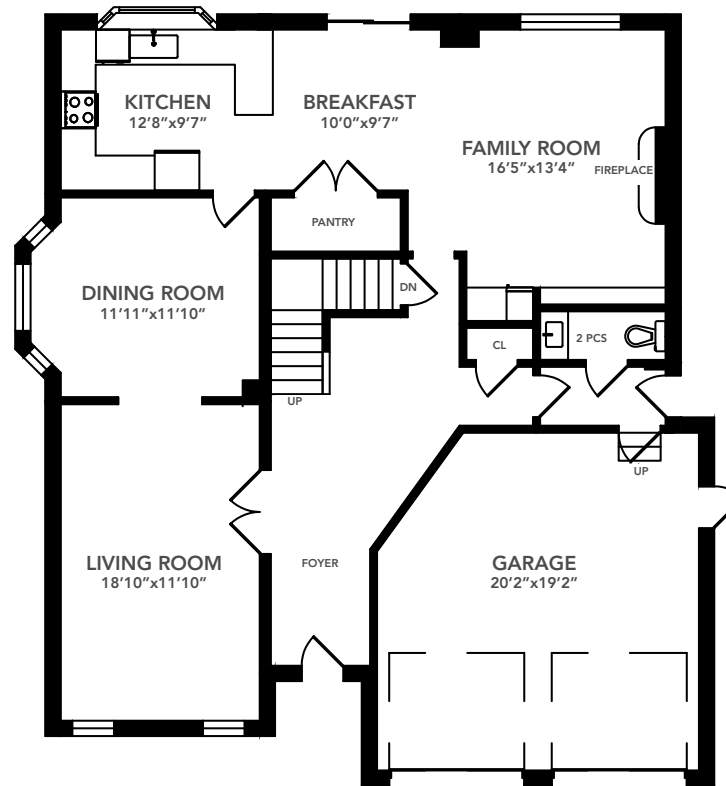 KITCHEN
12'8"x9'7"
BREAKFAST
10'0"x9'7"
FAMILY ROOM
16'5"x13'4"
FIREPLACE
PANTRY
DINING ROOM
11'11"x11'10"
DN
UP
CL
2 PCS
UP
LIVING ROOM
18'10"x11'10"
FOYER
GARAGE
20'2"x19'2"